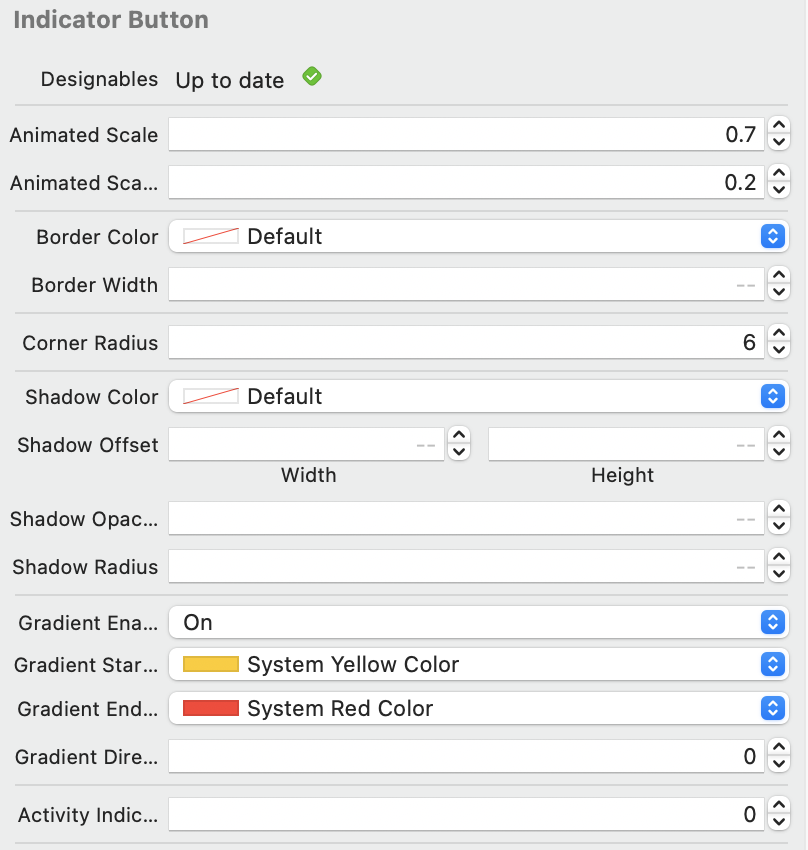 Indicator Button
Designables Up to date
Animated Scale 0.7
Animated Sca... 0.2
Border Color Default
Border Width --
Corner Radius 6
Shadow Color Default
Shadow Offset -- --
Width Height
Shadow Opac... --
Shadow Radius --
Gradient Ena... On
Gradient Star... System Yellow Color
Gradient End... System Red Color
Gradient Dire... 0
Activity Indic... 0